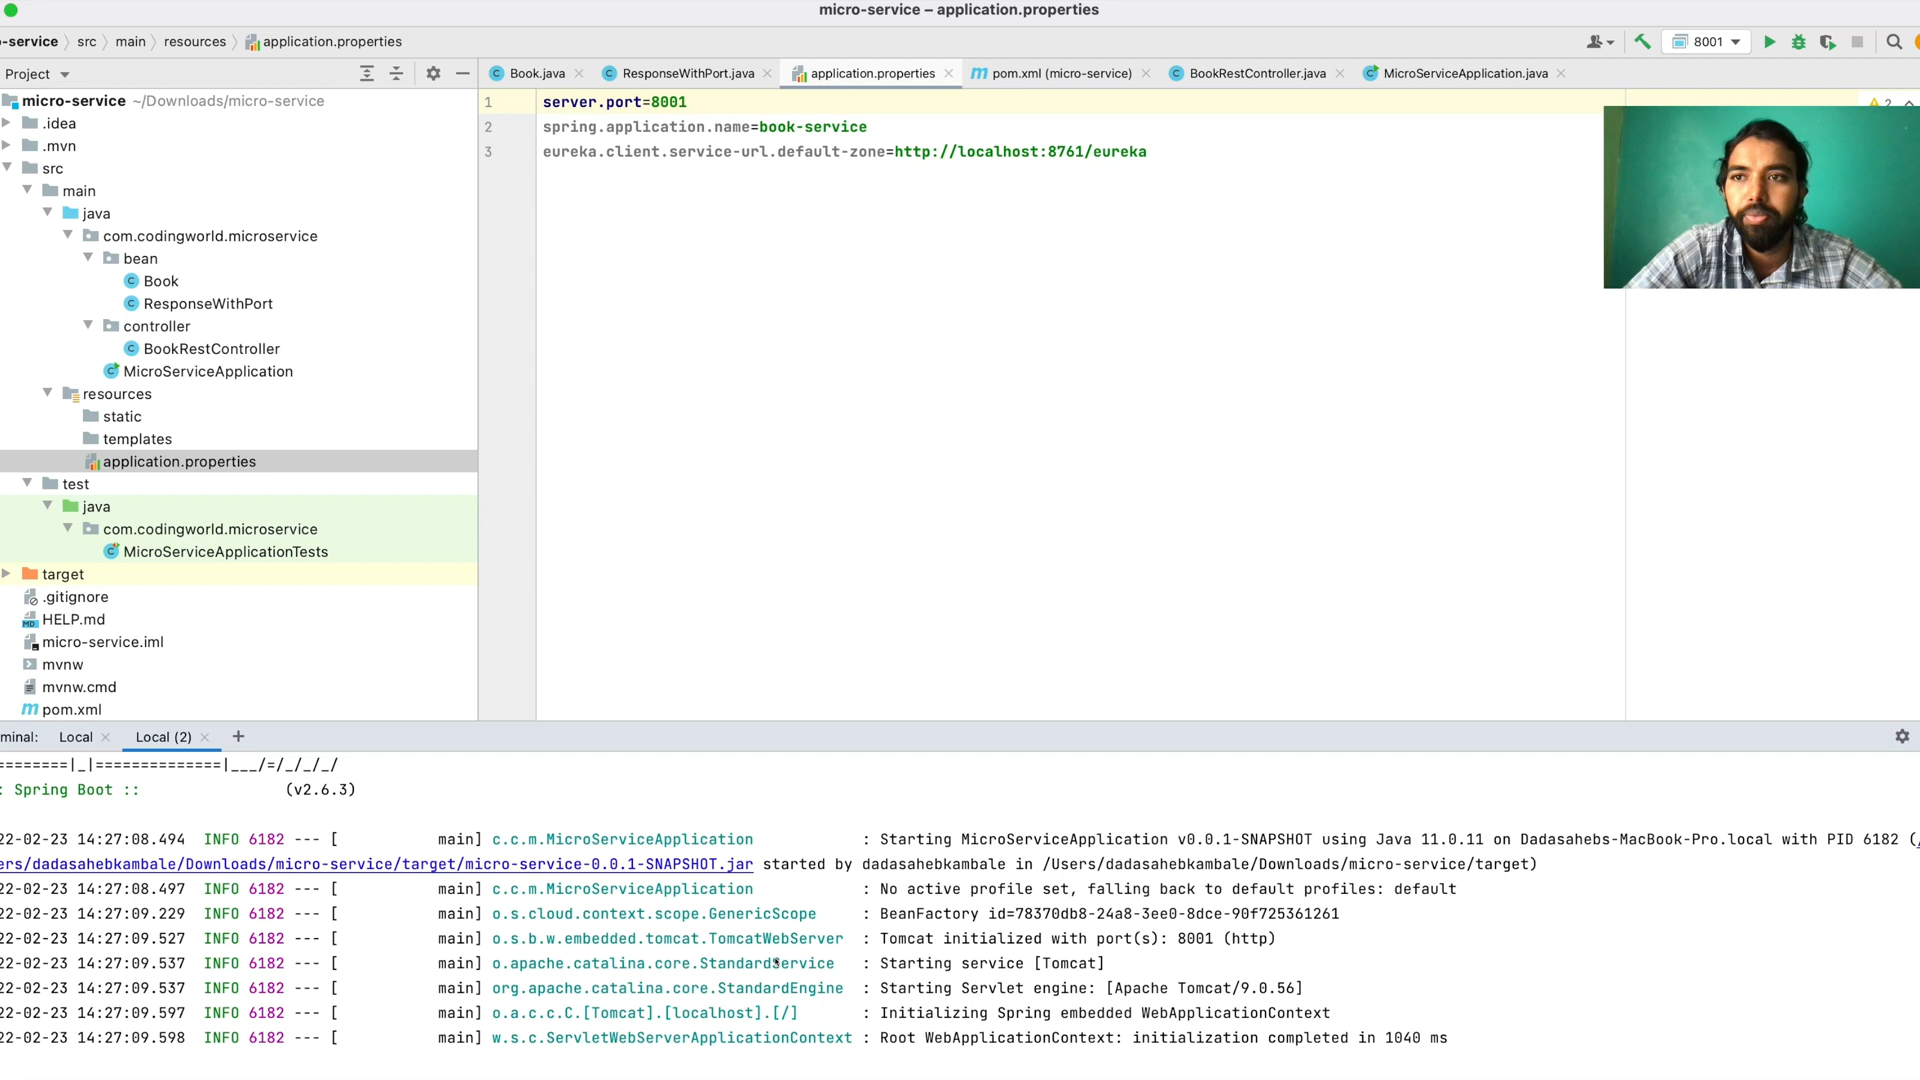 micro-service – application.properties
o-service src main resources application.properties
8001
Project
Book.java ResponseWithPort.java application.properties pom.xml (micro-service) BookRestController.java MicroServiceApplication.java
micro-service ~/Downloads/micro-service
.idea
.mvn
src
main
java
com.codingworld.microservice
bean
Book
ResponseWithPort
controller
BookRestController
MicroServiceApplication
resources
static
templates
application.properties
test
java
com.codingworld.microservice
MicroServiceApplicationTests
target
.gitignore
HELP.md
micro-service.iml
mvnw
mvnw.cmd
pom.xml
1 server.port=8001
2 spring.application.name=book-service
3 eureka.client.service-url.default-zone=http://localhost:8761/eureka
2
minal: Local Local (2) +
========|_|==============|___/=/_/_/_/
: Spring Boot :: (v2.6.3)
22-02-23 14:27:08.494 INFO 6182 --- [ main] c.c.m.MicroServiceApplication : Starting MicroServiceApplication v0.0.1-SNAPSHOT using Java 11.0.11 on Dadasahebs-MacBook-Pro.local with PID 6182 (/
ers/dadasahebkambale/Downloads/micro-service/target/micro-service-0.0.1-SNAPSHOT.jar started by dadasahebkambale in /Users/dadasahebkambale/Downloads/micro-service/target)
22-02-23 14:27:08.497 INFO 6182 --- [ main] c.c.m.MicroServiceApplication : No active profile set, falling back to default profiles: default
22-02-23 14:27:09.229 INFO 6182 --- [ main] o.s.cloud.context.scope.GenericScope : BeanFactory id=78370db8-24a8-3ee0-8dce-90f725361261
22-02-23 14:27:09.527 INFO 6182 --- [ main] o.s.b.w.embedded.tomcat.TomcatWebServer : Tomcat initialized with port(s): 8001 (http)
22-02-23 14:27:09.537 INFO 6182 --- [ main] o.apache.catalina.core.StandardService : Starting service [Tomcat]
22-02-23 14:27:09.537 INFO 6182 --- [ main] org.apache.catalina.core.StandardEngine : Starting Servlet engine: [Apache Tomcat/9.0.56]
22-02-23 14:27:09.597 INFO 6182 --- [ main] o.a.c.c.C.[Tomcat].[localhost].[/] : Initializing Spring embedded WebApplicationContext
22-02-23 14:27:09.598 INFO 6182 --- [ main] w.s.c.ServletWebServerApplicationContext : Root WebApplicationContext: initialization completed in 1040 ms